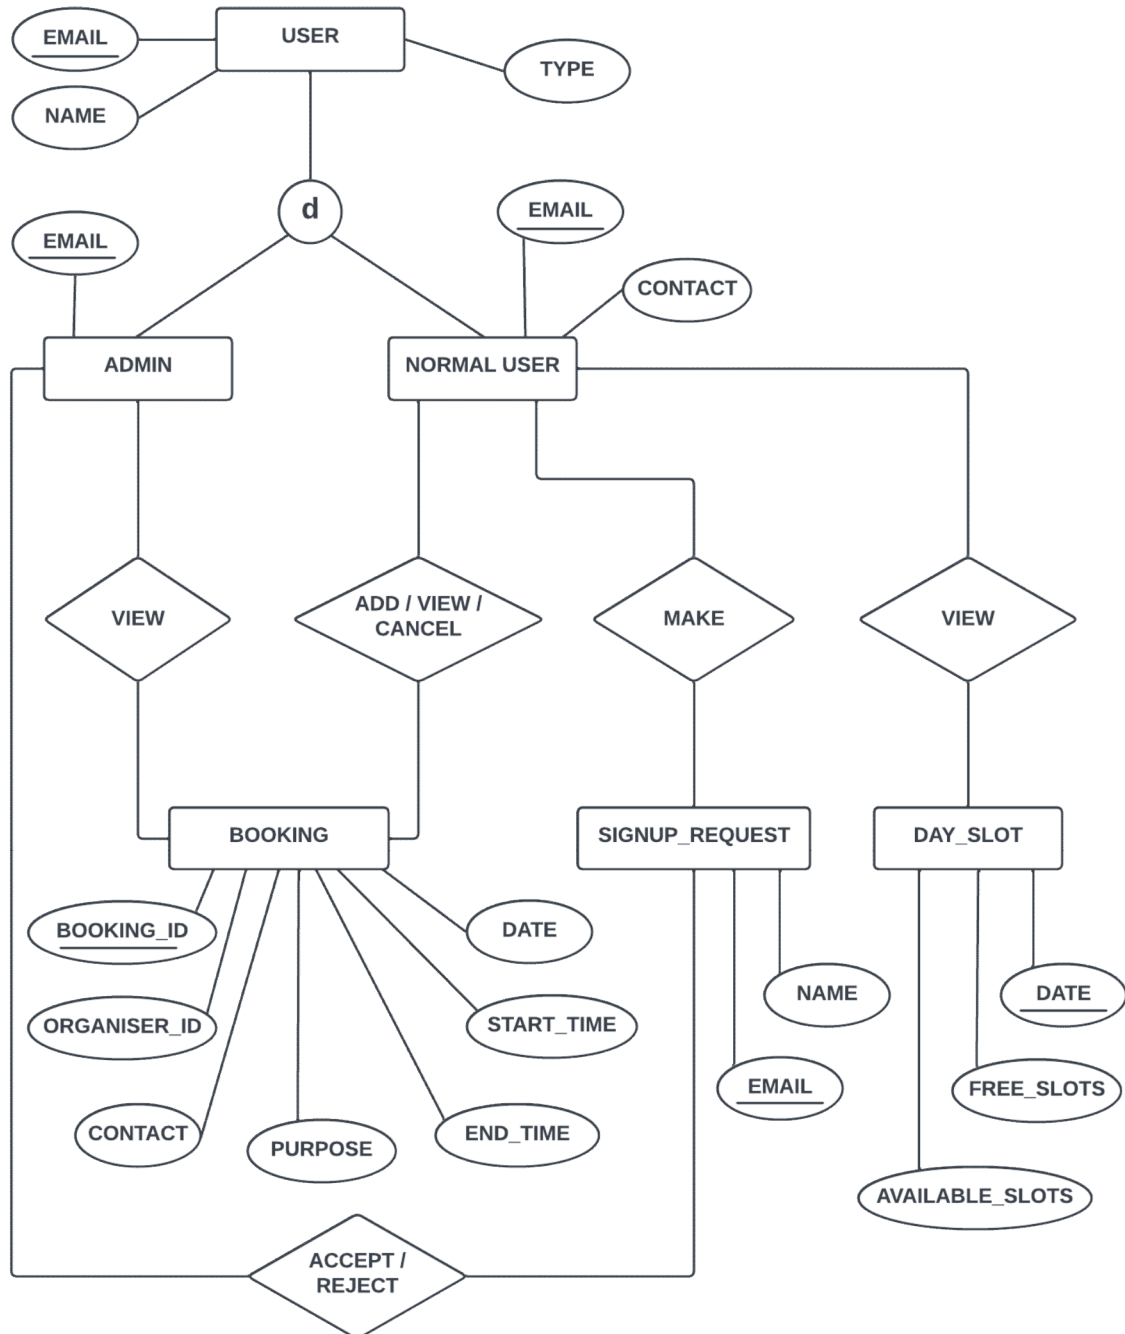 EMAIL
USER
TYPE
NAME
d
EMAIL
EMAIL
CONTACT
ADMIN
NORMAL USER
VIEW
ADD / VIEW /
CANCEL
MAKE
VIEW
BOOKING
SIGNUP_REQUEST
DAY_SLOT
BOOKING_ID
DATE
ORGANISER_ID
START_TIME
NAME
DATE
EMAIL
FREE_SLOTS
CONTACT
PURPOSE
END_TIME
AVAILABLE_SLOTS
ACCEPT /
REJECT